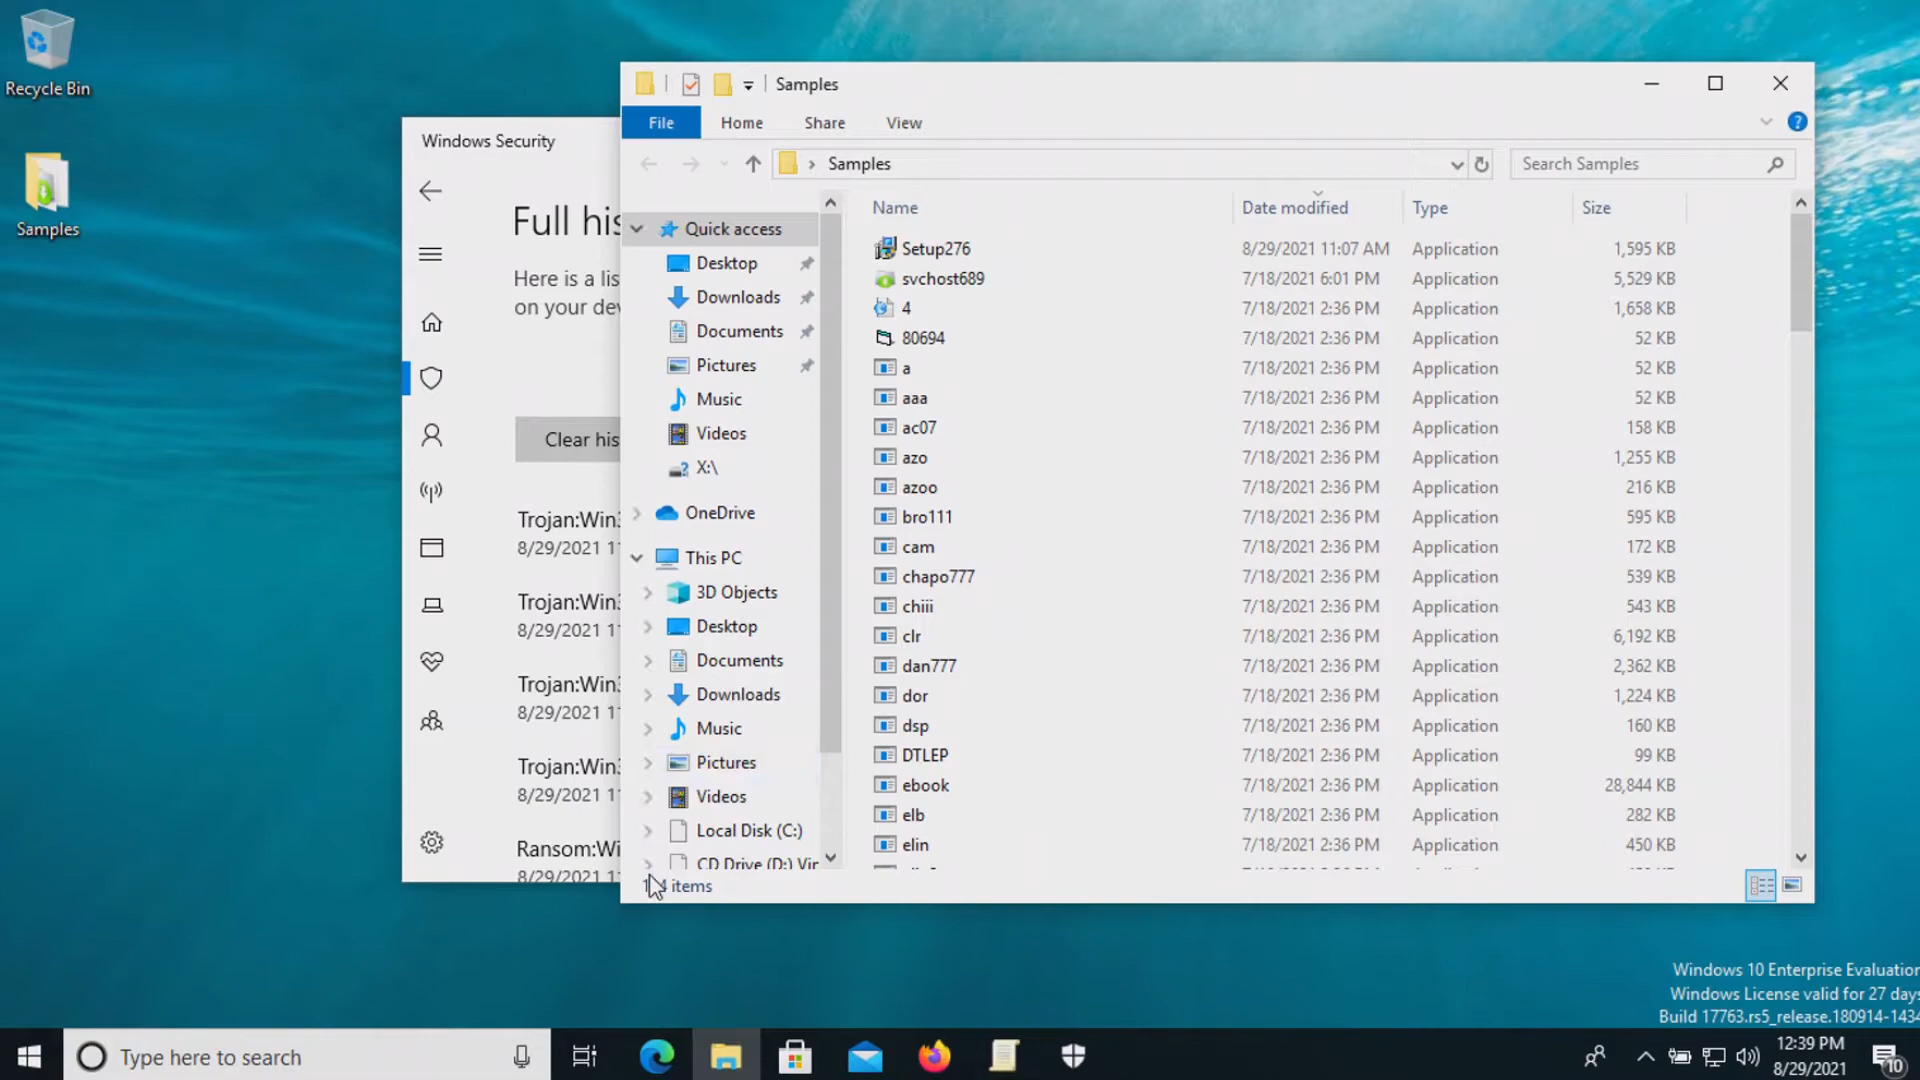 Recycle Bin
Samples
Windows Security
Full his
Here is a lis
on your dev
Clear his
Trojan:Win3
8/29/2021 1
Trojan:Win3
8/29/2021 1
Trojan:Win3
8/29/2021 1
Trojan:Win3
8/29/2021 1
Ransom:Wi
8/29/2021 1
Samples
File Home Share View
Samples
Search Samples
Quick access
Desktop
Downloads
Documents
Pictures
Music
Videos
X:\
OneDrive
This PC
3D Objects
Desktop
Documents
Downloads
Music
Pictures
Videos
Local Disk (C:)
CD Drive (D:) Vir
items
Name Date modified Type Size
Setup276 8/29/2021 11:07 AM Application 1,595 KB
svchost689 7/18/2021 6:01 PM Application 5,529 KB
4 7/18/2021 2:36 PM Application 1,658 KB
80694 7/18/2021 2:36 PM Application 52 KB
a 7/18/2021 2:36 PM Application 52 KB
aaa 7/18/2021 2:36 PM Application 52 KB
ac07 7/18/2021 2:36 PM Application 158 KB
azo 7/18/2021 2:36 PM Application 1,255 KB
azoo 7/18/2021 2:36 PM Application 216 KB
bro111 7/18/2021 2:36 PM Application 595 KB
cam 7/18/2021 2:36 PM Application 172 KB
chapo777 7/18/2021 2:36 PM Application 539 KB
chiii 7/18/2021 2:36 PM Application 543 KB
clr 7/18/2021 2:36 PM Application 6,192 KB
dan777 7/18/2021 2:36 PM Application 2,362 KB
dor 7/18/2021 2:36 PM Application 1,224 KB
dsp 7/18/2021 2:36 PM Application 160 KB
DTLEP 7/18/2021 2:36 PM Application 99 KB
ebook 7/18/2021 2:36 PM Application 28,844 KB
elb 7/18/2021 2:36 PM Application 282 KB
elin 7/18/2021 2:36 PM Application 450 KB
Windows 10 Enterprise Evaluation
Windows License valid for 27 days
Build 17763.rs5_release.180914-1434
Type here to search
12:39 PM
8/29/2021
10